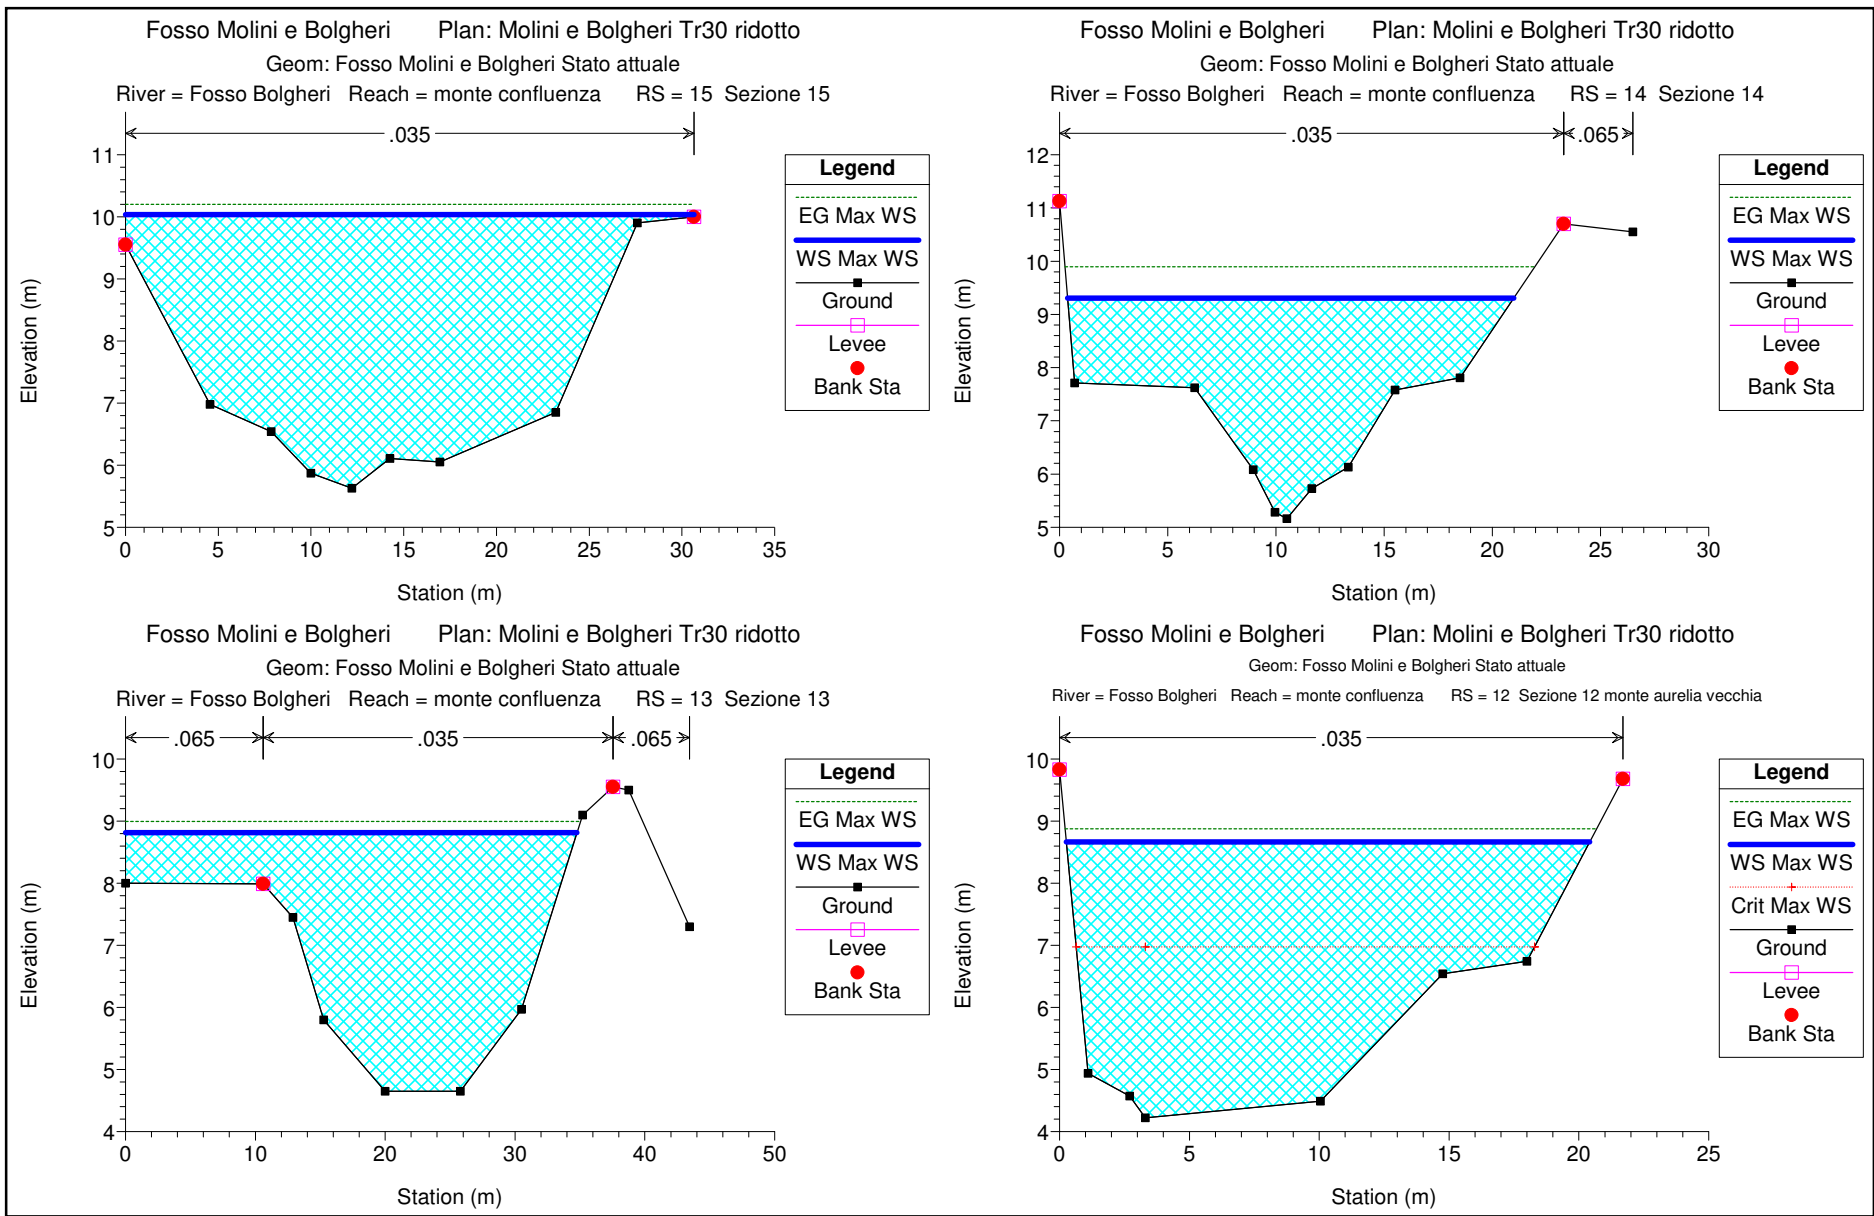 Fosso Molini e Bolgheri Plan: Molini e Bolgheri Tr30 ridotto
Geom: Fosso Molini e Bolgheri Stato attuale
River = Fosso Bolgheri Reach = monte confluenza RS = 15 Sezione 15
.035
11
10
9
8
7
6
5
0 5 10 15 20 25 30 35
Elevation (m)
Station (m)
Legend
EG Max WS
WS Max WS
Ground
Levee
Bank Sta
Fosso Molini e Bolgheri Plan: Molini e Bolgheri Tr30 ridotto
Geom: Fosso Molini e Bolgheri Stato attuale
River = Fosso Bolgheri Reach = monte confluenza RS = 14 Sezione 14
.035 .065
12
11
10
9
8
7
6
5
0 5 10 15 20 25 30
Elevation (m)
Station (m)
Legend
EG Max WS
WS Max WS
Ground
Levee
Bank Sta
Fosso Molini e Bolgheri Plan: Molini e Bolgheri Tr30 ridotto
Geom: Fosso Molini e Bolgheri Stato attuale
River = Fosso Bolgheri Reach = monte confluenza RS = 13 Sezione 13
.065 .035 .065
10
9
8
7
6
5
4
0 10 20 30 40 50
Elevation (m)
Station (m)
Legend
EG Max WS
WS Max WS
Ground
Levee
Bank Sta
Fosso Molini e Bolgheri Plan: Molini e Bolgheri Tr30 ridotto
Geom: Fosso Molini e Bolgheri Stato attuale
River = Fosso Bolgheri Reach = monte confluenza RS = 12 Sezione 12 monte aurelia vecchia
.035
10
9
8
7
6
5
4
0 5 10 15 20 25
Elevation (m)
Station (m)
Legend
EG Max WS
WS Max WS
Crit Max WS
Ground
Levee
Bank Sta